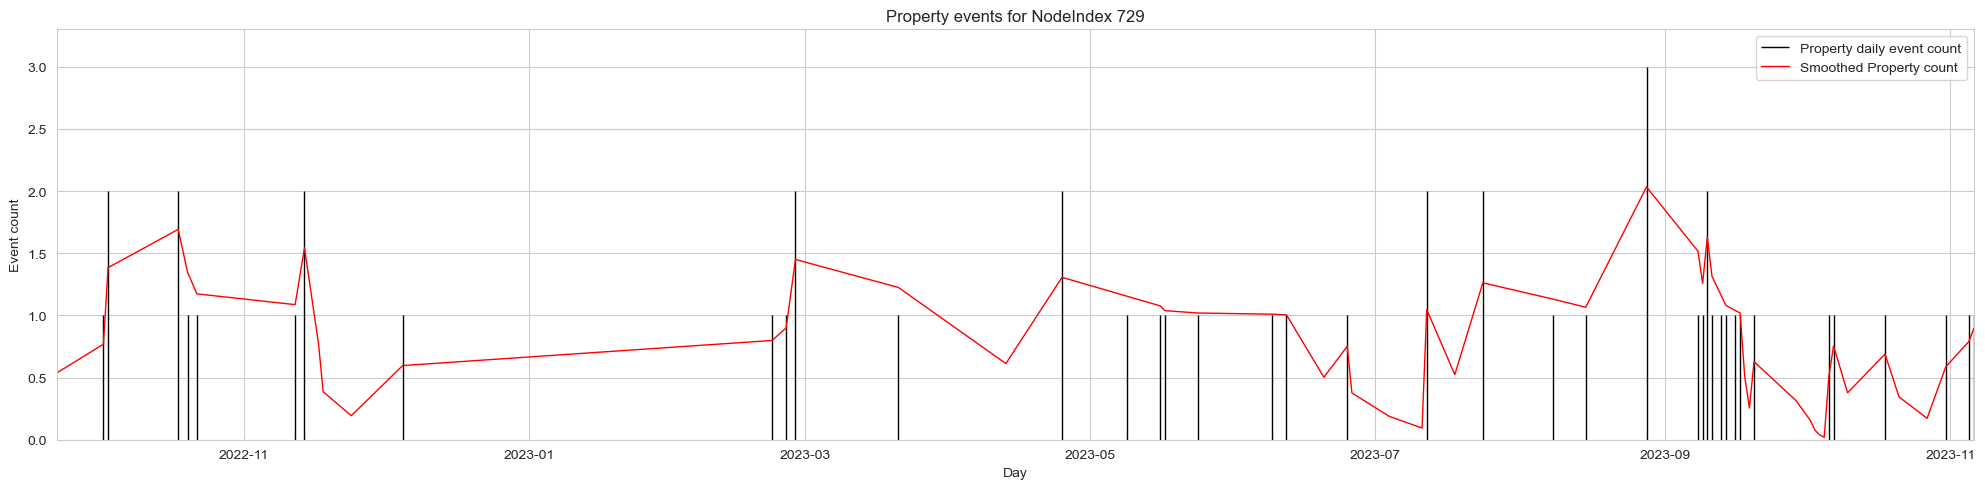 Property events for NodeIndex 729
Property daily event count
Smoothed Property count
Event count
3.0
2.5
2.0
1.5
1.0
0.5
0.0
2022-11
2023-01
2023-03
2023-05
2023-07
2023-09
2023-11
Day